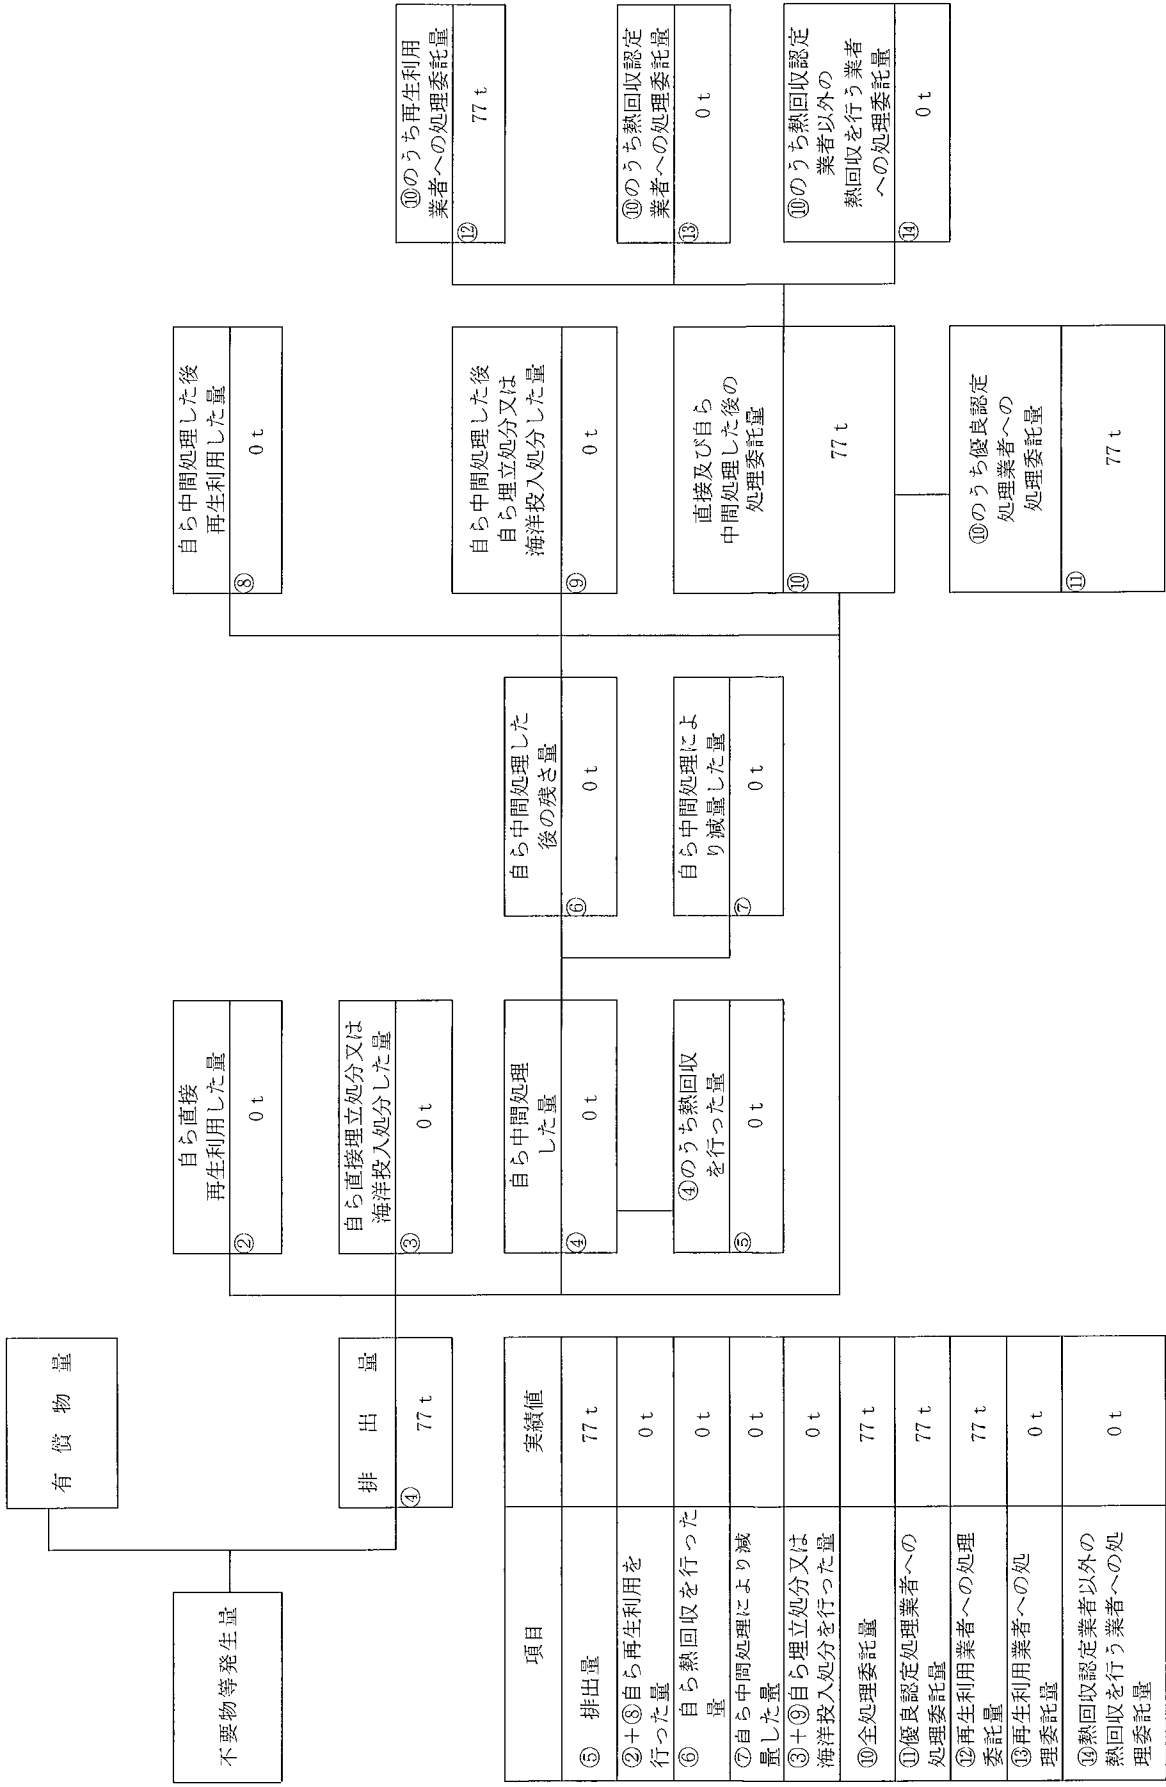 不要物等発生量
有償物量
排出量
④
77t
自ら直接
再生利用した量
②
0t
自ら直接埋立処分又は
海洋投入処分した量
③
0t
自ら中間処理
した量
④
0t
④のうち熱回収
を行った量
⑤
0t
自ら中間処理した
後の残さ量
⑥
0t
自ら中間処理によ
り減量した量
⑦
0t
自ら中間処理した後
再生利用した量
⑧
0t
自ら中間処理した後
自ら埋立処分又は
海洋投入処分した量
⑨
0t
直接及び自ら
中間処理した後の
処理委託量
⑩
77t
⑩のうち優良認定
処理業者への
処理委託量
⑪
77t
⑩のうち再生利用
業者への処理委託量
⑫
77t
⑩のうち熱回収認定
業者への処理委託量
⑬
0t
⑩のうち熱回収認定
業者以外の
熱回収を行う業者
への処理委託量
⑭
0t
項目 実績値
⑤ 排出量 77t
②+⑧自ら再生利用を
行った量 0t
⑥ 自ら熱回収を行った
量 0t
⑦自ら中間処理により減
量した量 0t
③+⑨自ら埋立処分又は
海洋投入処分を行った量 0t
⑩全処理委託量 77t
⑪優良認定処理業者への
処理委託量 77t
⑫再生利用業者への処理
委託量 77t
⑬再生利用業者への処
理委託量 0t
⑭熱回収認定業者以外の
熱回収を行う業者への処
理委託量 0t